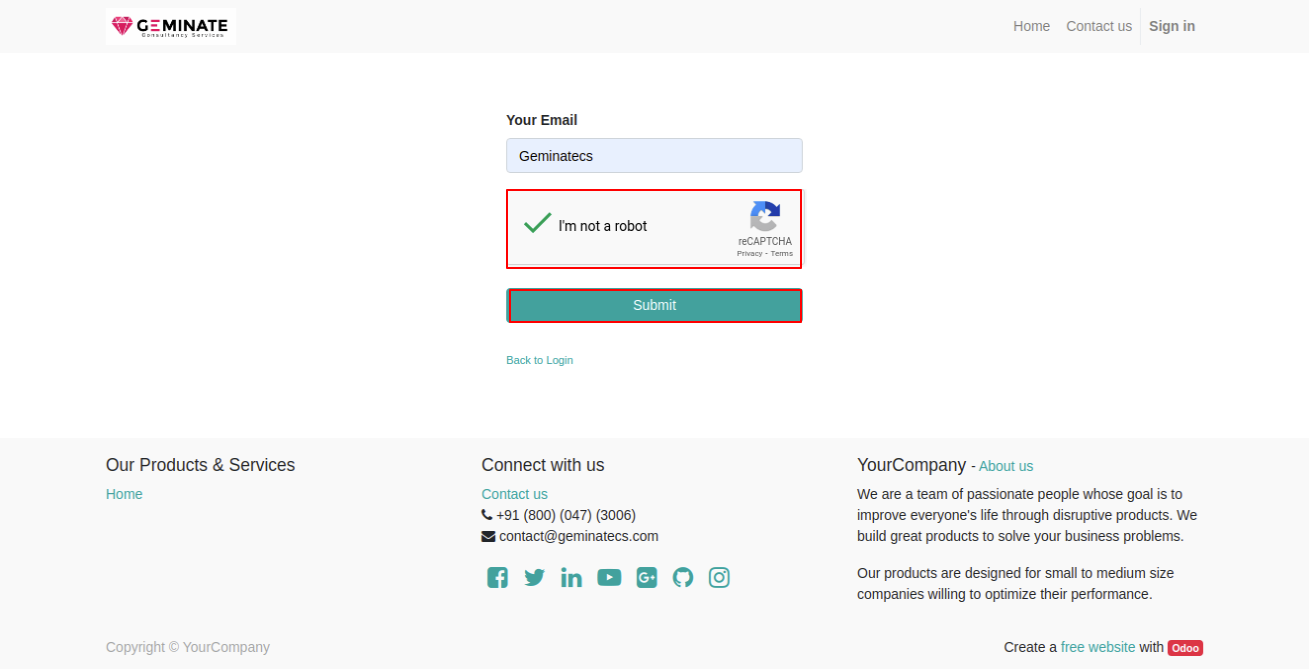 GEMINATE
Consultancy Services
Home Contact us Sign in
Your Email
Geminatecs
I'm not a robot
reCAPTCHA
Privacy - Terms
Submit
Back to Login
Our Products & Services
Home
Connect with us
Contact us
+91 (800) (047) (3006)
contact@geminatecs.com
G+
YourCompany - About us
We are a team of passionate people whose goal is to
improve everyone's life through disruptive products. We
build great products to solve your business problems.
Our products are designed for small to medium size
companies willing to optimize their performance.
Copyright © YourCompany
Create a free website with Odoo